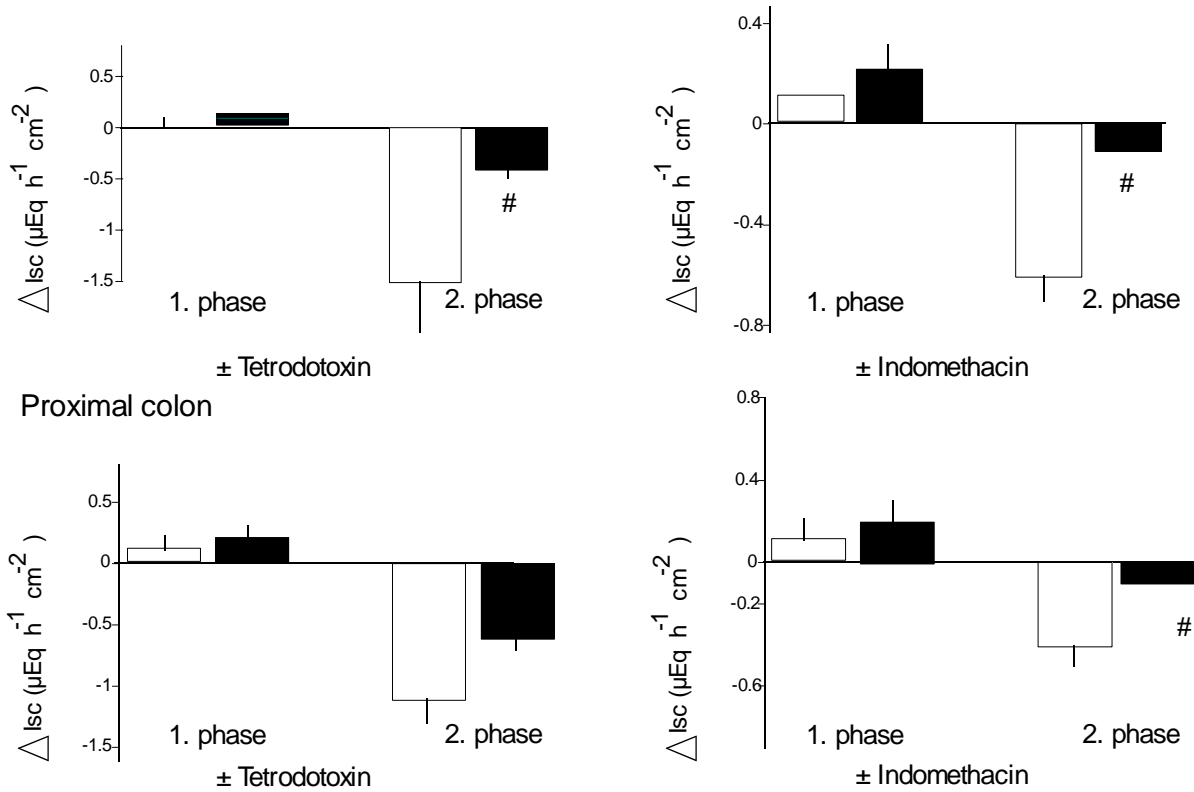 0.5
0
-0.5
-1
-1.5
△ Isc (µEq h-1 cm-2 )
#
1. phase 2. phase
± Tetrodotoxin
0.4
0
-0.4
-0.8
△ Isc (µEq h-1 cm-2 )
#
1. phase 2. phase
± Indomethacin
Proximal colon
0.5
0
-0.5
-1
-1.5
△ Isc (µEq h-1 cm-2 )
1. phase 2. phase
± Tetrodotoxin
0.8
0.4
0
-0.2
-0.6
△ Isc (µEq h-1 cm-2 )
#
1. phase 2. phase
± Indomethacin